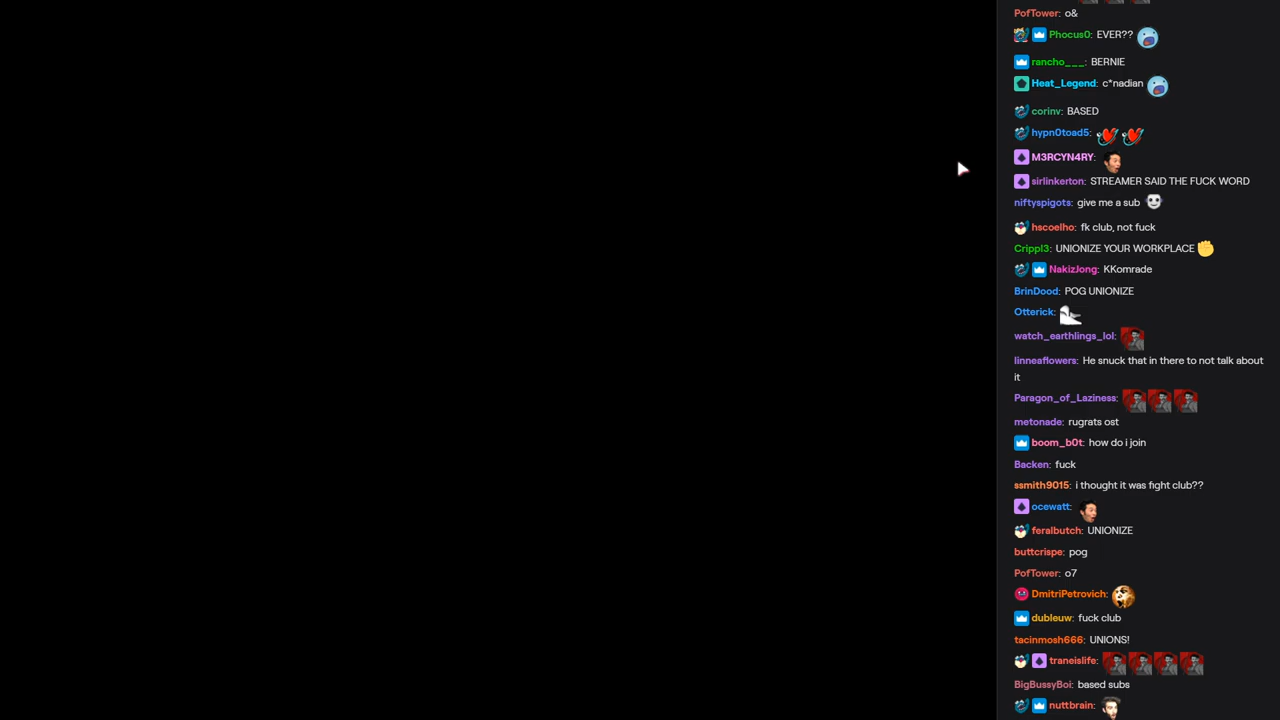 PofTower: o&
Phocus0: EVER??
rancho___: BERNIE
Heat_Legend: c*nadian
corinv: BASED
hypn0toad5:
M3RCYN4RY:
sirlinkerton: STREAMER SAID THE FUCK WORD
niftyspigots: give me a sub
hscoelho: fk club, not fuck
Crippl3: UNIONIZE YOUR WORKPLACE
NakizJong: KKomrade
BrinDood: POG UNIONIZE
Otterick:
watch_earthlings_lol:
linneaflowers: He snuck that in there to not talk about
it
Paragon_of_Laziness:
metonade: rugrats ost
boom_b0t: how do i join
Backen: fuck
ssmith9015: i thought it was fight club??
ocewatt:
feralbutch: UNIONIZE
buttcrispe: pog
PofTower: o7
DmitriPetrovich:
dubleuw: fuck club
tacinmosh666: UNIONS!
traneislife:
BigBussyBoi: based subs
nuttbrain: